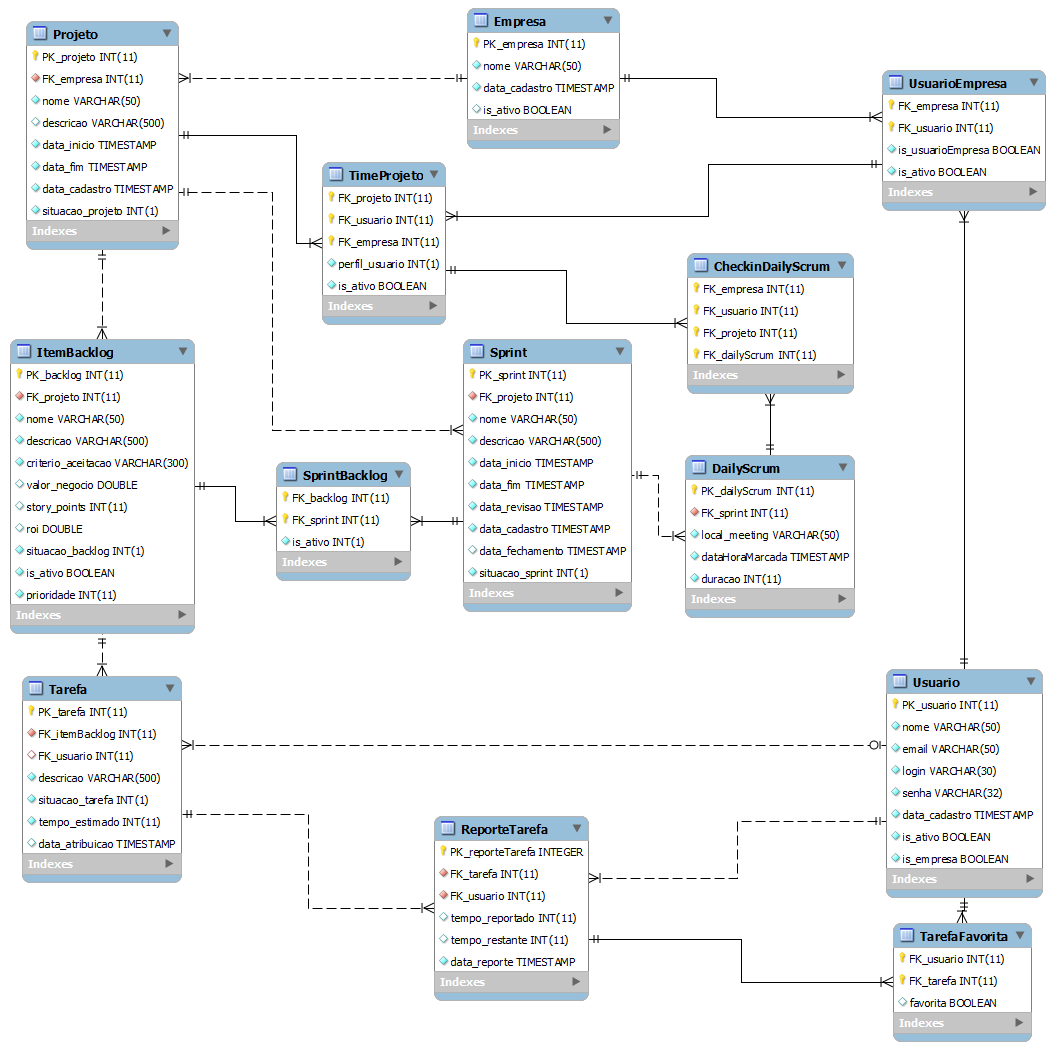 Projeto
PK_projeto INT(11)
FK_empresa INT(11)
nome VARCHAR(50)
descricao VARCHAR(500)
data_inicio TIMESTAMP
data_fim TIMESTAMP
data_cadastro TIMESTAMP
situacao_projeto INT(1)
Indexes
Empresa
PK_empresa INT(11)
nome VARCHAR(50)
data_cadastro TIMESTAMP
is_ativo BOOLEAN
Indexes
UsuarioEmpresa
FK_empresa INT(11)
FK_usuario INT(11)
is_usuarioEmpresa BOOLEAN
is_ativo BOOLEAN
Indexes
TimeProjeto
FK_projeto INT(11)
FK_usuario INT(11)
FK_empresa INT(11)
perfil_usuario INT(1)
is_ativo BOOLEAN
Indexes
CheckinDailyScrum
FK_empresa INT(11)
FK_usuario INT(11)
FK_projeto INT(11)
FK_dailyScrum INT(11)
Indexes
ItemBacklog
PK_backlog INT(11)
FK_projeto INT(11)
nome VARCHAR(50)
descricao VARCHAR(500)
criterio_aceitacao VARCHAR(300)
valor_negocio DOUBLE
story_points INT(11)
roi DOUBLE
situacao_backlog INT(1)
is_ativo BOOLEAN
prioridade INT(11)
Indexes
Sprint
PK_sprint INT(11)
FK_projeto INT(11)
nome VARCHAR(50)
descricao VARCHAR(500)
data_inicio TIMESTAMP
data_fim TIMESTAMP
data_revisao TIMESTAMP
data_cadastro TIMESTAMP
data_fechamento TIMESTAMP
situacao_sprint INT(1)
Indexes
SprintBacklog
FK_backlog INT(11)
FK_sprint INT(11)
is_ativo INT(1)
Indexes
DailyScrum
PK_dailyScrum INT(11)
FK_sprint INT(11)
local_meeting VARCHAR(50)
dataHoraMarcada TIMESTAMP
duracao INT(11)
Indexes
Tarefa
PK_tarefa INT(11)
FK_itemBacklog INT(11)
FK_usuario INT(11)
descricao VARCHAR(500)
situacao_tarefa INT(1)
tempo_estimado INT(11)
data_atribuicao TIMESTAMP
Indexes
Usuario
PK_usuario INT(11)
nome VARCHAR(50)
email VARCHAR(50)
login VARCHAR(30)
senha VARCHAR(32)
data_cadastro TIMESTAMP
is_ativo BOOLEAN
is_empresa BOOLEAN
Indexes
ReporteTarefa
PK_reporteTarefa INTEGER
FK_tarefa INT(11)
FK_usuario INT(11)
tempo_reportado INT(11)
tempo_restante INT(11)
data_reporte TIMESTAMP
Indexes
TarefaFavorita
FK_usuario INT(11)
FK_tarefa INT(11)
favorita BOOLEAN
Indexes